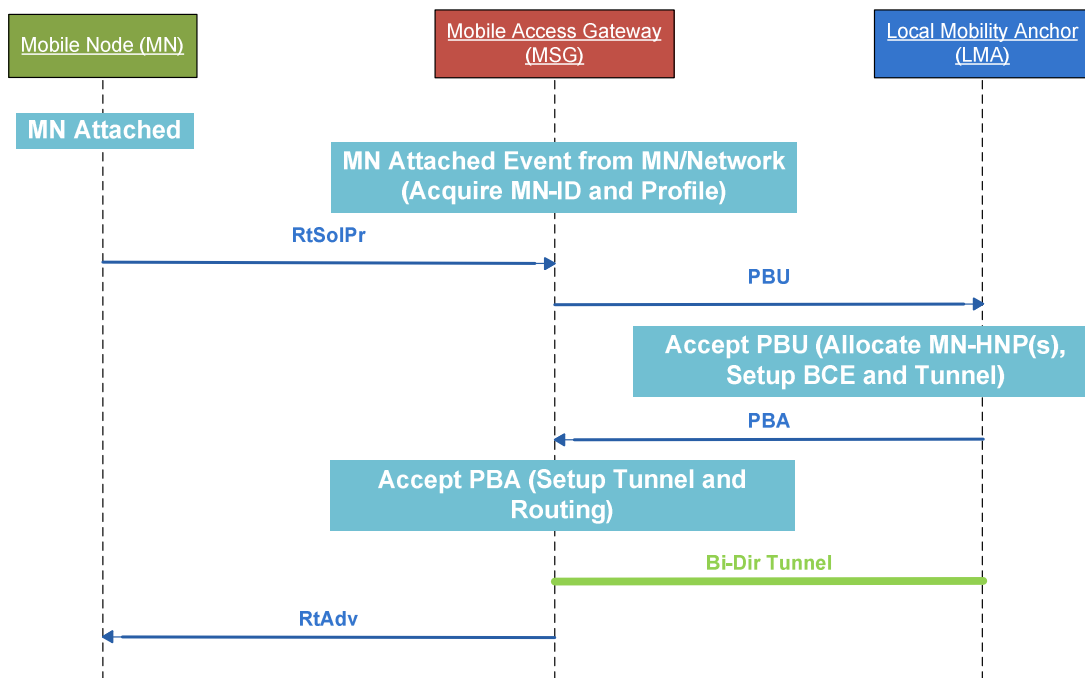 Mobile Node (MN)
Mobile Access Gateway
(MSG)
Local Mobility Anchor
(LMA)
MN Attached
MN Attached Event from MN/Network
(Acquire MN-ID and Profile)
RtSolPr
PBU
Accept PBU (Allocate MN-HNP(s),
Setup BCE and Tunnel)
PBA
Accept PBA (Setup Tunnel and
Routing)
Bi-Dir Tunnel
RtAdv